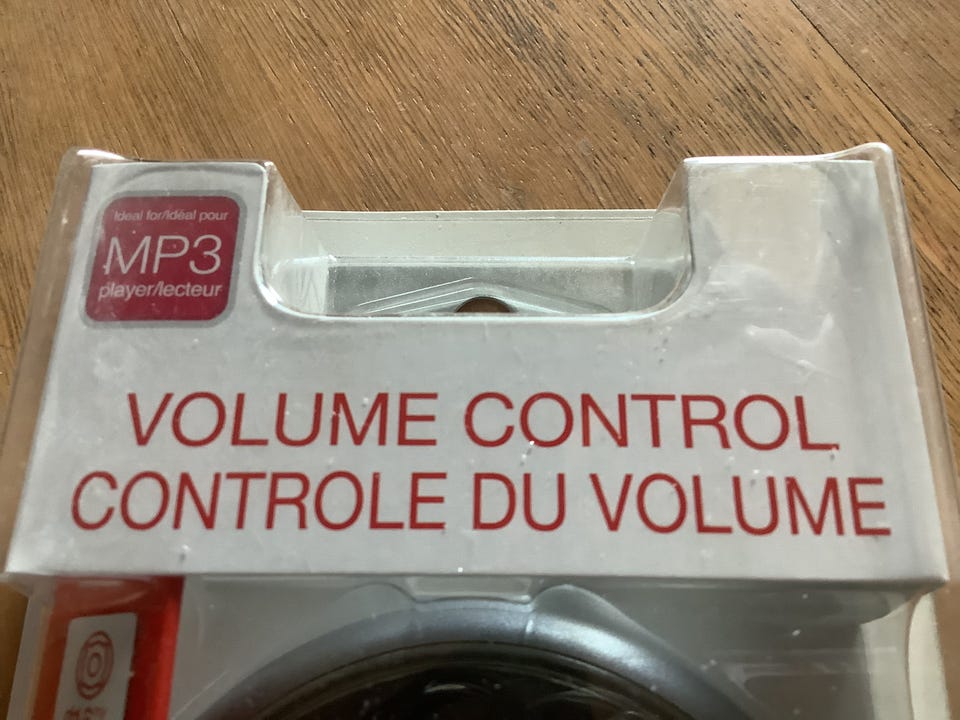 Ideal for/Idéal pour
MP3
player/lecteur
VOLUME CONTROL
CONTROLE DU VOLUME